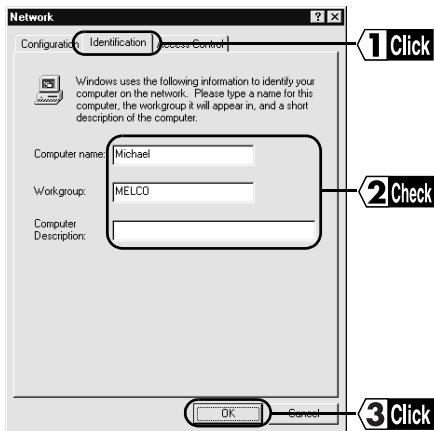 Network
Configuration Identification Access Control
1 Click
Windows uses the following information to identify your
computer on the network. Please type a name for this
computer, the workgroup it will appear in, and a short
description of the computer.
Computer name: Michael
Workgroup: MELCO
2 Check
Computer
Description:
OK Cancel
3 Click